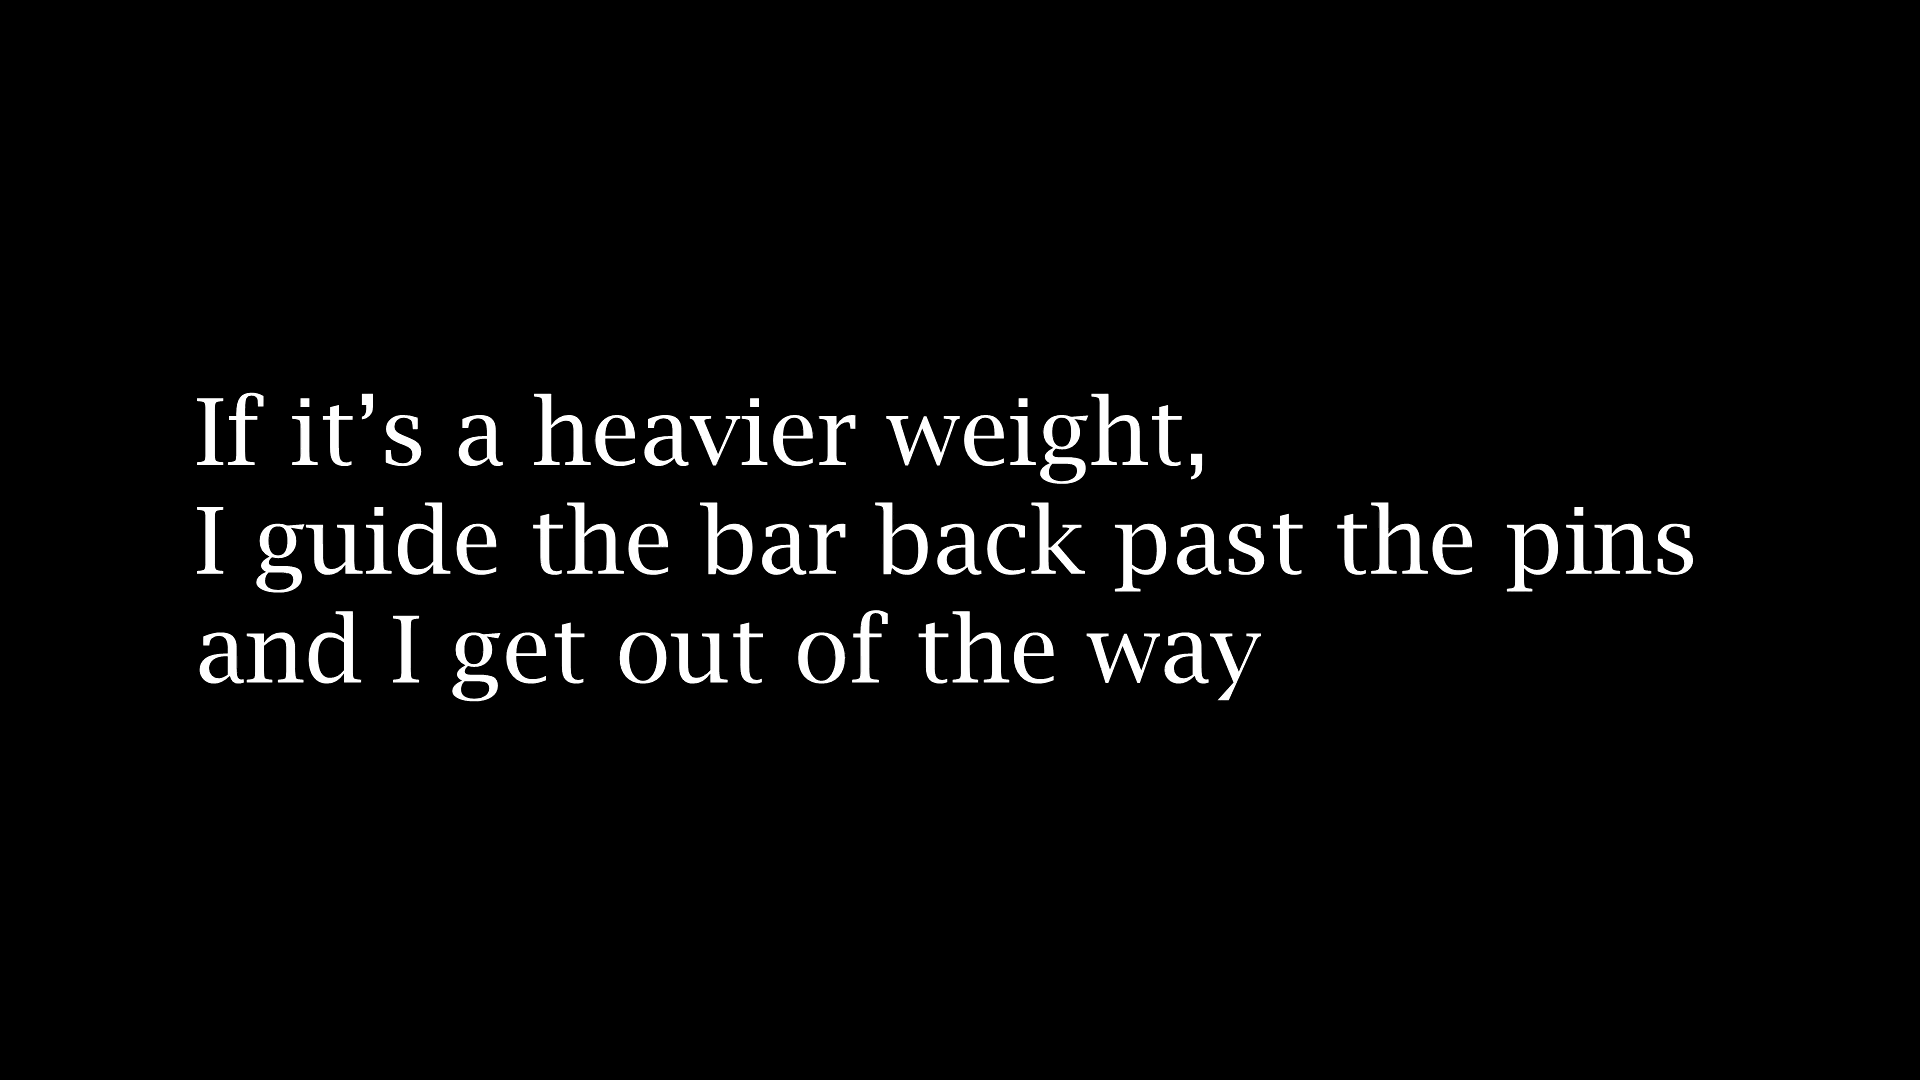 If it’s a heavier weight,
I guide the bar back past the pins
and I get out of the way